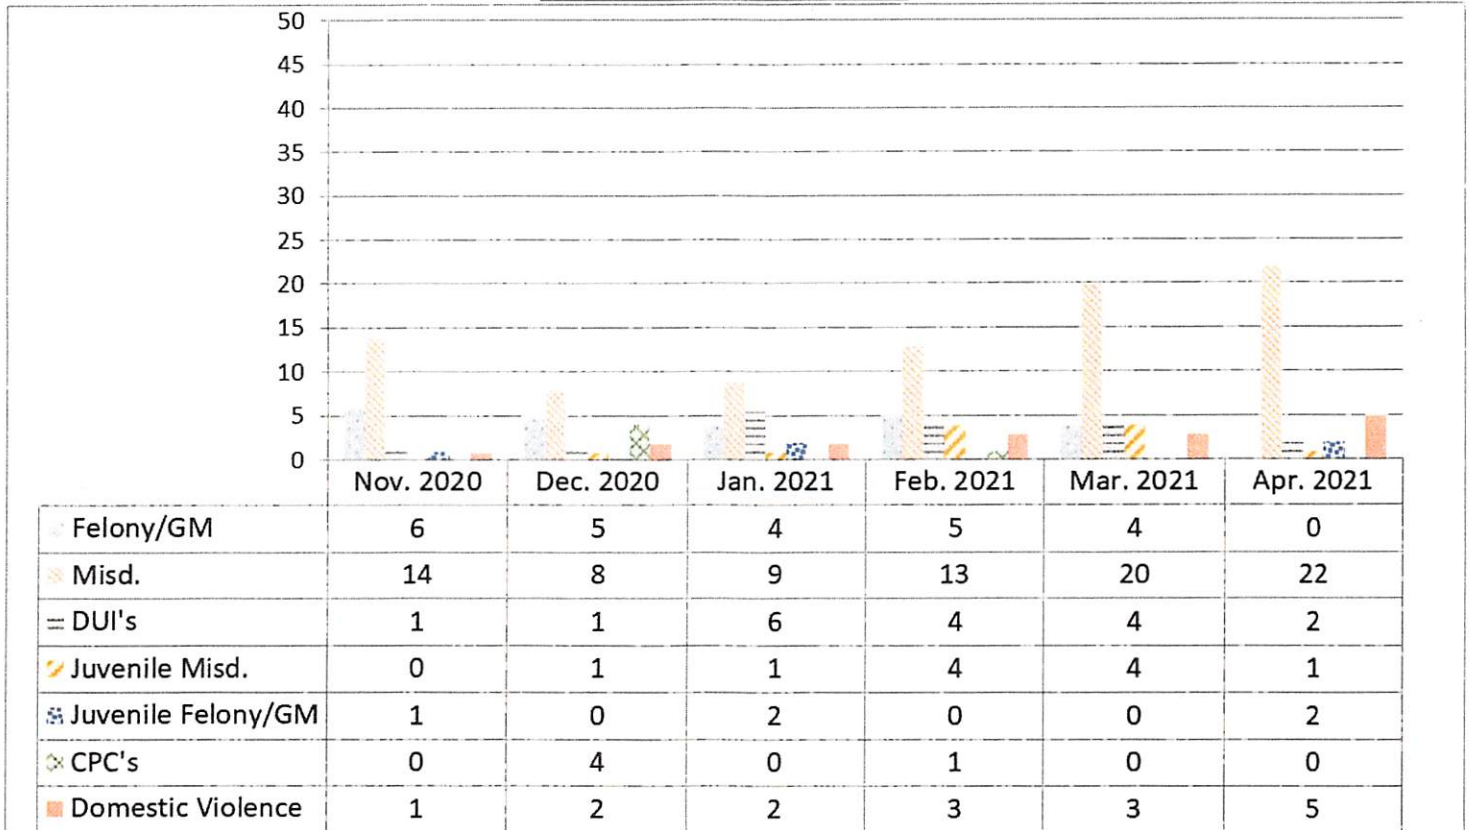 50
45
40
35
30
25
20
15
10
5
0
Nov. 2020 Dec. 2020 Jan. 2021 Feb. 2021 Mar. 2021 Apr. 2021
Felony/GM 6 5 4 5 4 0
Misd. 14 8 9 13 20 22
DUI's 1 1 6 4 4 2
Juvenile Misd. 0 1 1 4 4 1
Juvenile Felony/GM 1 0 2 0 0 2
CPC's 0 4 0 1 0 0
Domestic Violence 1 2 2 3 3 5